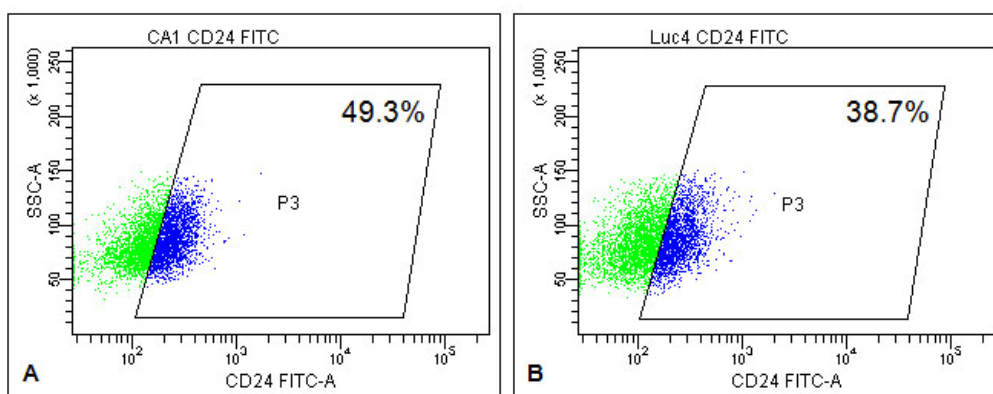 CA1 CD24 FITC
(x 1,000)
250
200
150
100
50
SSC-A
49.3%
P3
10² 10³ 10⁴ 10⁵
CD24 FITC-A
A
Luc4 CD24 FITC
(x 1,000)
250
200
150
100
50
SSC-A
38.7%
P3
10² 10³ 10⁴ 10⁵
CD24 FITC-A
B